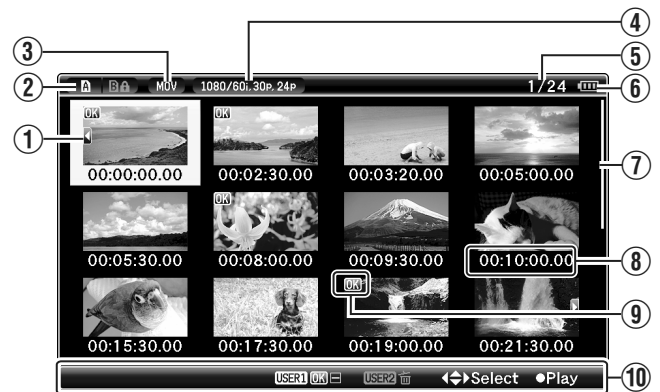 ④
③ ⑤
② A B MOV 1080/60i.30p. 24p 1/24 ⑥
OK OK
①
00:00:00.00 00:02:30.00 00:03:20.00 00:05:00.00
⑦
OK
00:05:30.00 00:08:00.00 00:09:30.00 00:10:00.00 ⑧
OK ⑨
00:15:30.00 00:17:30.00 00:19:00.00 00:21:30.00
USER1 OK USER2 Select ●Play ⑩